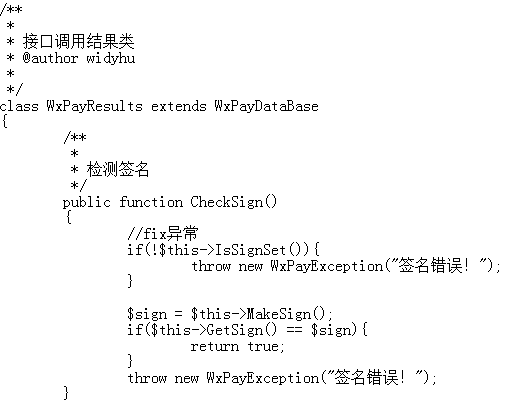 /**
 *
 * 接口调用结果类
 * @author widyhu
 *
 */
class WxPayResults extends WxPayDataBase
{
        /**
         *
         * 检测签名
         */
        public function CheckSign()
        {
                //fix异常
                if(!$this->IsSignSet()){
                        throw new WxPayException("签名错误！");
                }

                $sign = $this->MakeSign();
                if($this->GetSign() == $sign){
                        return true;
                }
                throw new WxPayException("签名错误！");
        }